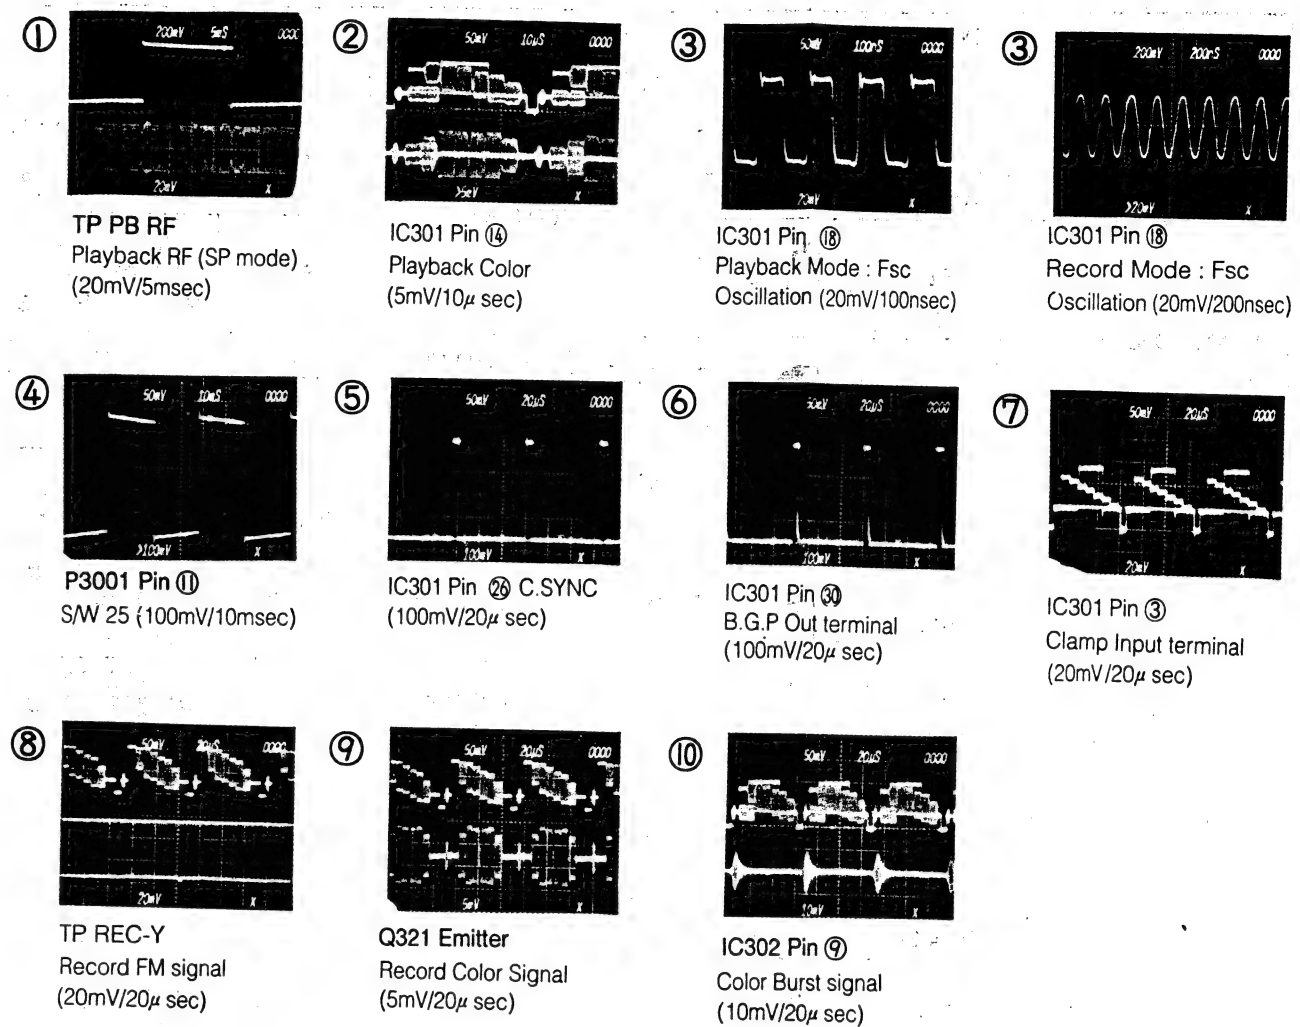 ①
200mV 5mS 0000
20mV X
TP PB RF
Playback RF (SP mode)
(20mV/5msec)
②
50mV 10µS 0000
>5mV X
IC301 Pin ⑭
Playback Color
(5mV/10µ sec)
③
50mV 100nS 0000
20mV X
IC301 Pin ⑱
Playback Mode : Fsc
Oscillation (20mV/100nsec)
③
200mV 200nS 0000
>20mV X
IC301 Pin ⑱
Record Mode : Fsc
Oscillation (20mV/200nsec)
④
50mV 10mS 0000
>100mV X
P3001 Pin ⑪
S/W 25 (100mV/10msec)
⑤
50mV 20µS 0000
100mV X
IC301 Pin ㉖ C.SYNC
(100mV/20µ sec)
⑥
50mV 20µS 0000
100mV X
IC301 Pin ㉚
B.G.P Out terminal
(100mV/20µ sec)
⑦
50mV 20µS 0000
20mV X
IC301 Pin ③
Clamp Input terminal
(20mV/20µ sec)
⑧
50mV 20µS 0000
20mV X
TP REC-Y
Record FM signal
(20mV/20µ sec)
⑨
50mV 20µS 0000
5mV X
Q321 Emitter
Record Color Signal
(5mV/20µ sec)
⑩
50mV 20µS 0000
10mV X
IC302 Pin ⑨
Color Burst signal
(10mV/20µ sec)